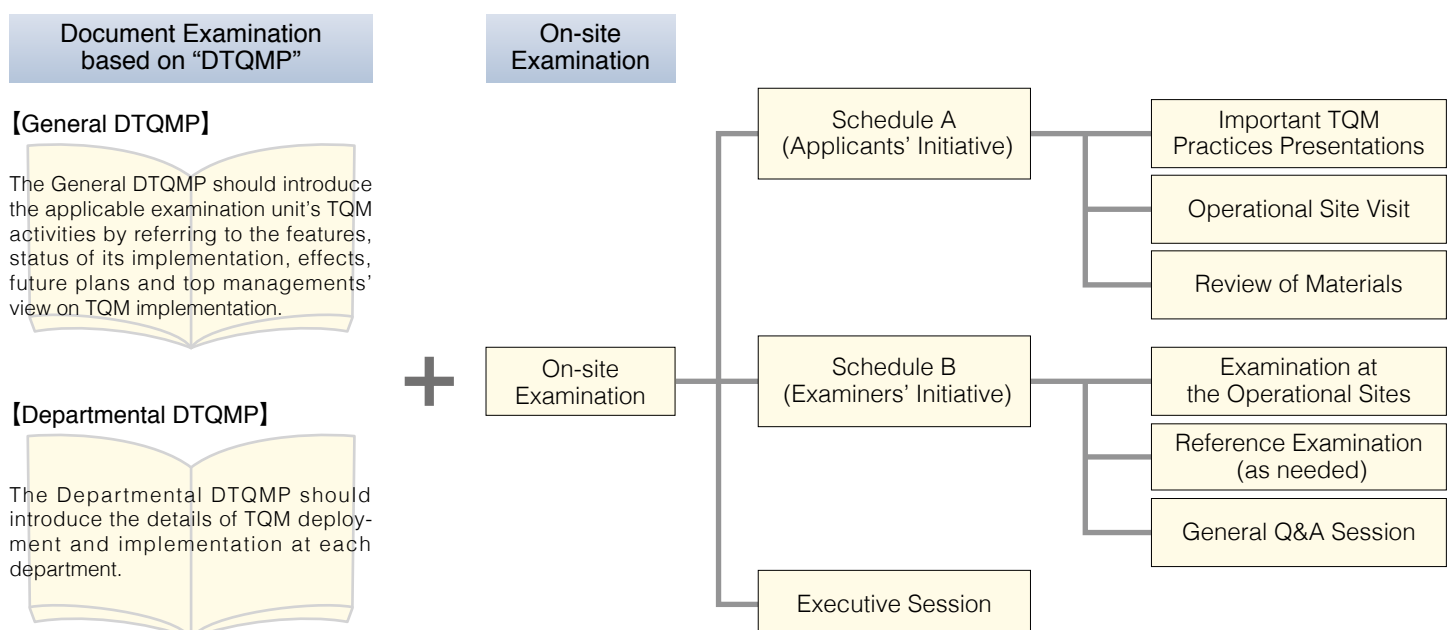 Document Examination
based on “DTQMP”
【General DTQMP】
The General DTQMP should introduce
the applicable examination unit’s TQM
activities by referring to the features,
status of its implementation, effects,
future plans and top managements’
view on TQM implementation.
【Departmental DTQMP】
The Departmental DTQMP should
introduce the details of TQM deploy-
ment and implementation at each
department.
+
On-site
Examination
On-site
Examination
Schedule A
(Applicants’ Initiative)
Important TQM
Practices Presentations
Operational Site Visit
Review of Materials
Schedule B
(Examiners’ Initiative)
Examination at
the Operational Sites
Reference Examination
(as needed)
General Q&A Session
Executive Session